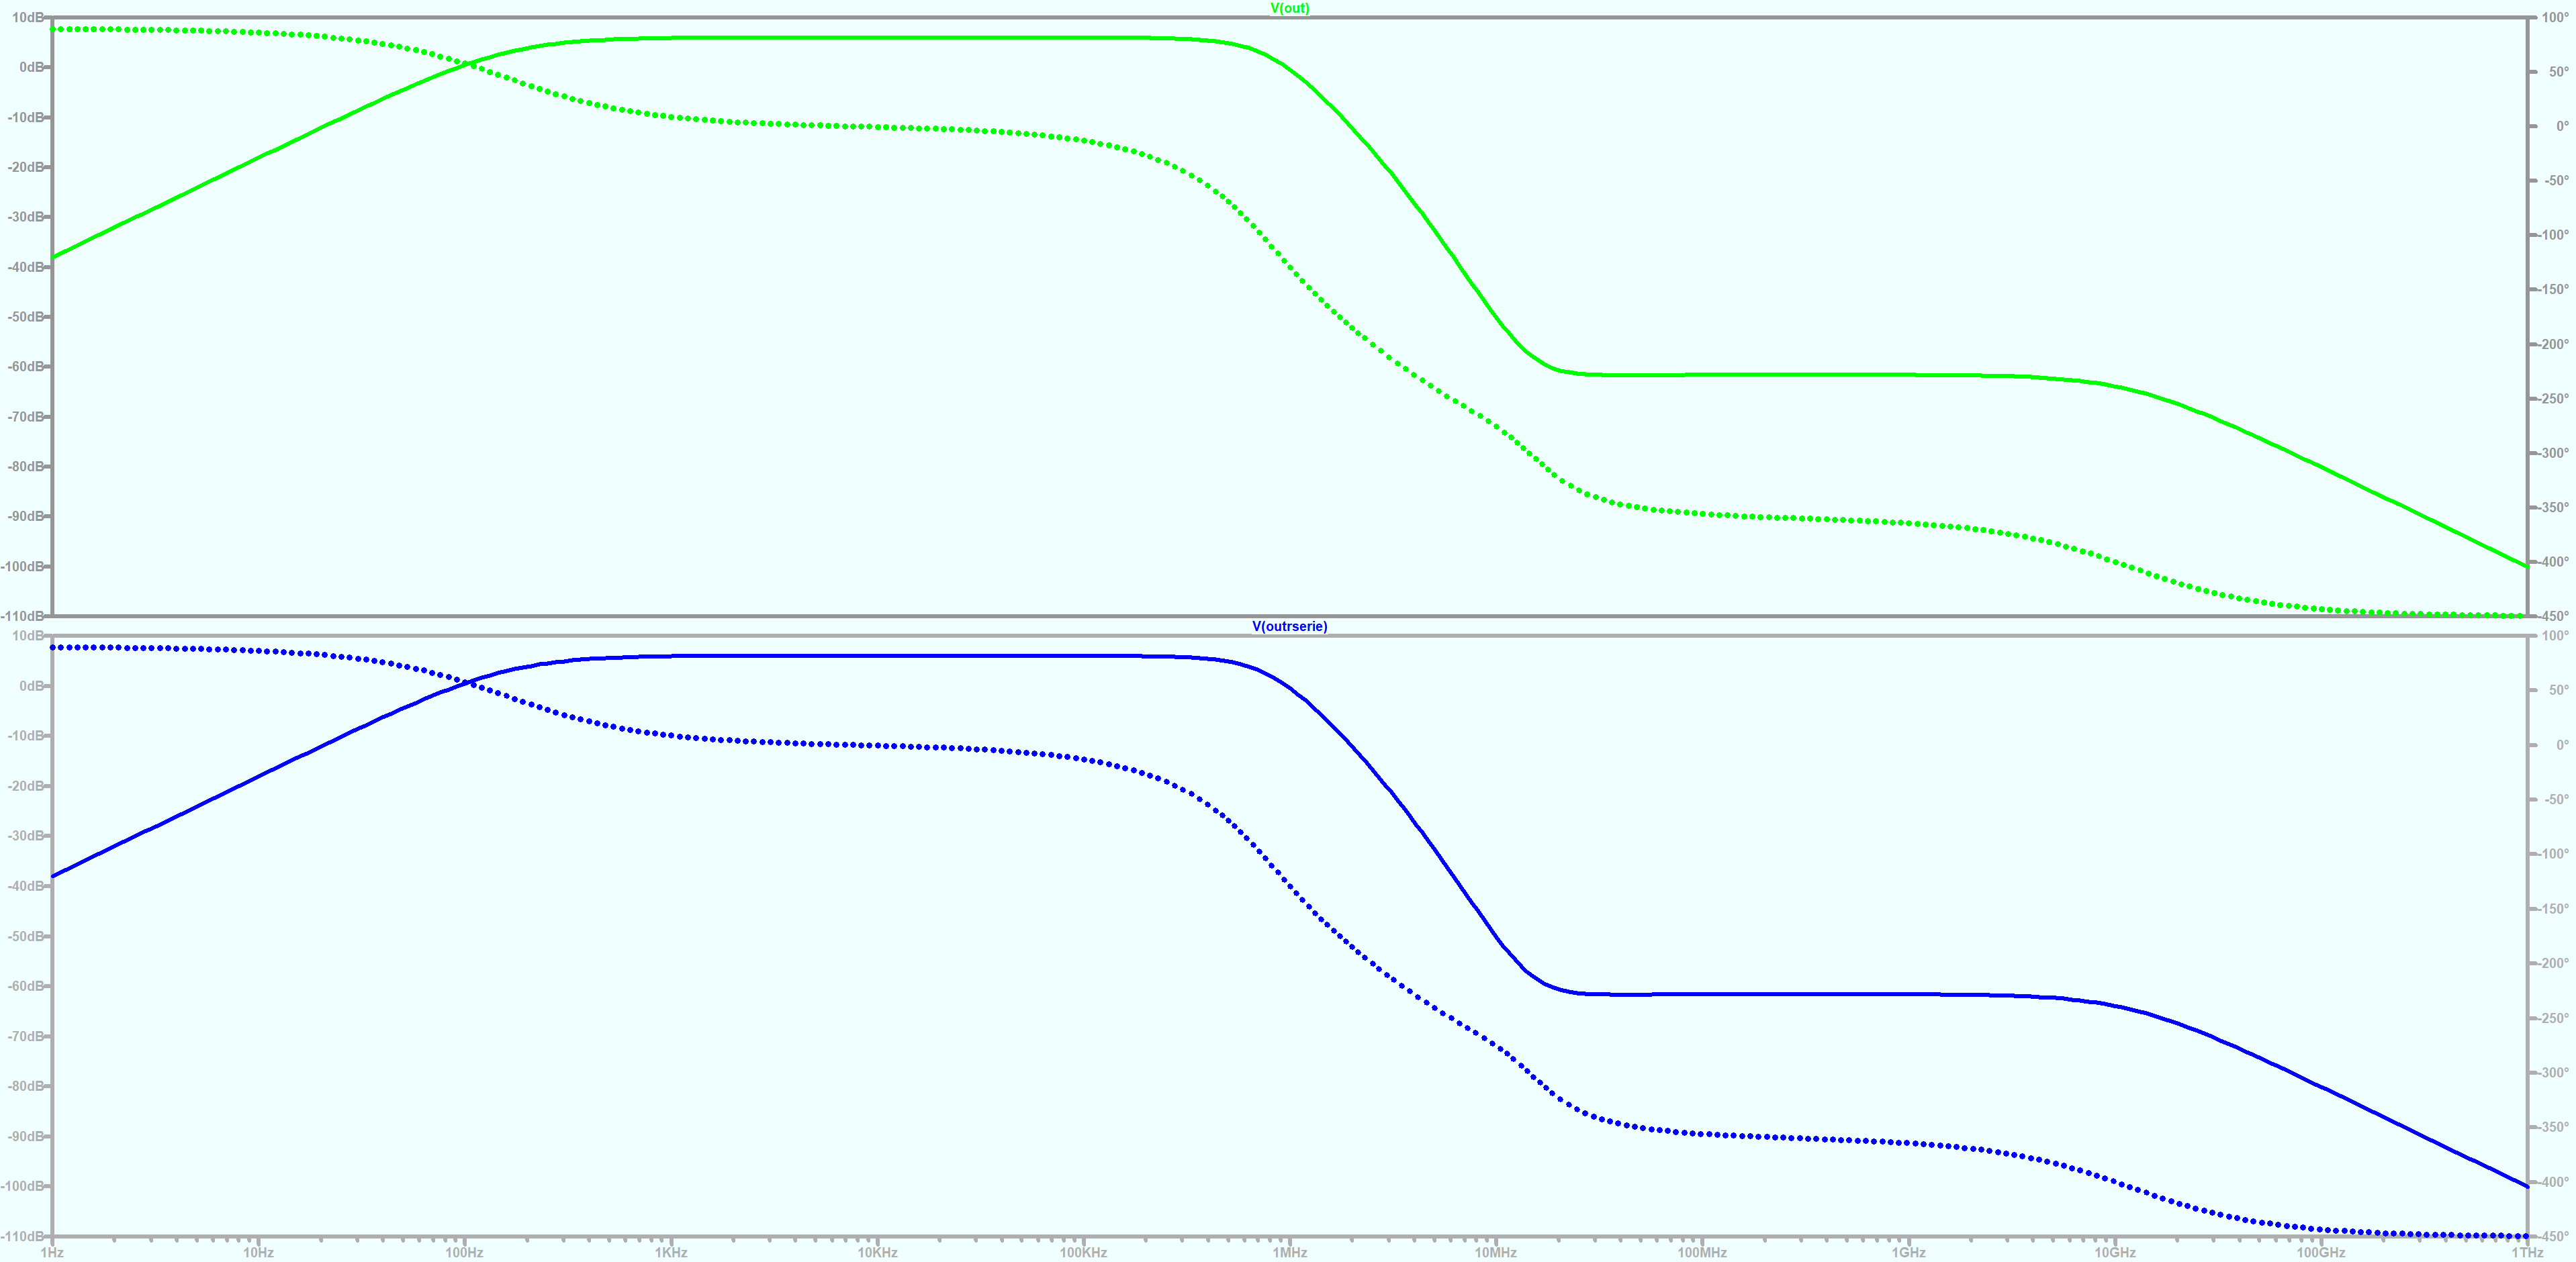 V(out)
10dB
0dB
-10dB
-20dB
-30dB
-40dB
-50dB
-60dB
-70dB
-80dB
-90dB
-100dB
-110dB
100°
50°
0°
-50°
-100°
-150°
-200°
-250°
-300°
-350°
-400°
-450°
V(outrserie)
10dB
0dB
-10dB
-20dB
-30dB
-40dB
-50dB
-60dB
-70dB
-80dB
-90dB
-100dB
-110dB
100°
50°
0°
-50°
-100°
-150°
-200°
-250°
-300°
-350°
-400°
-450°
1Hz 10Hz 100Hz 1KHz 10KHz 100KHz 1MHz 10MHz 100MHz 1GHz 10GHz 100GHz 1THz